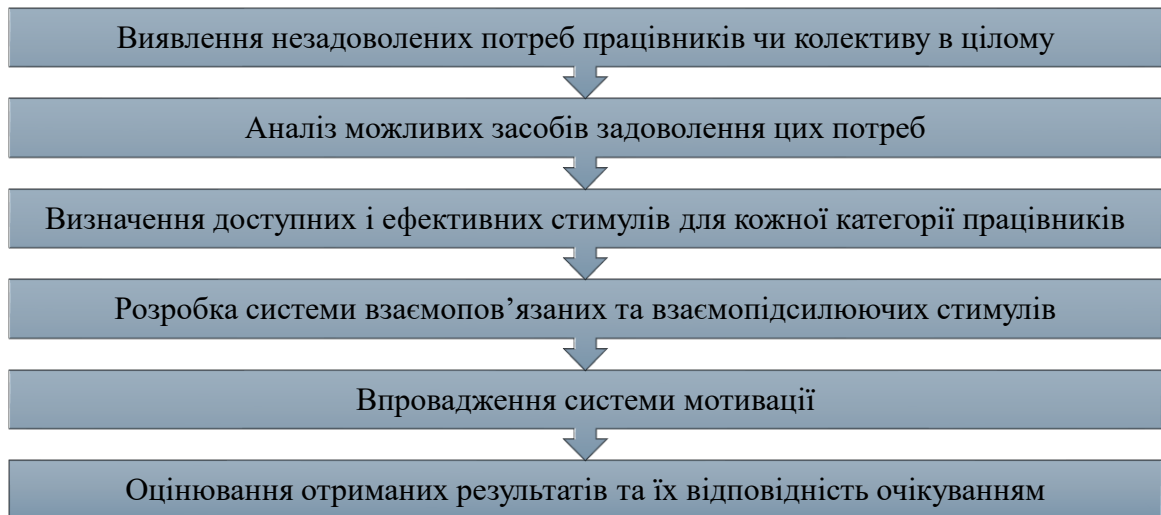 Виявлення незадоволених потреб працівників чи колективу в цілому
Аналіз можливих засобів задоволення цих потреб
Визначення доступних і ефективних стимулів для кожної категорії працівників
Розробка системи взаємопов’язаних та взаємопідсилюючих стимулів
Впровадження системи мотивації
Оцінювання отриманих результатів та їх відповідність очікуванням